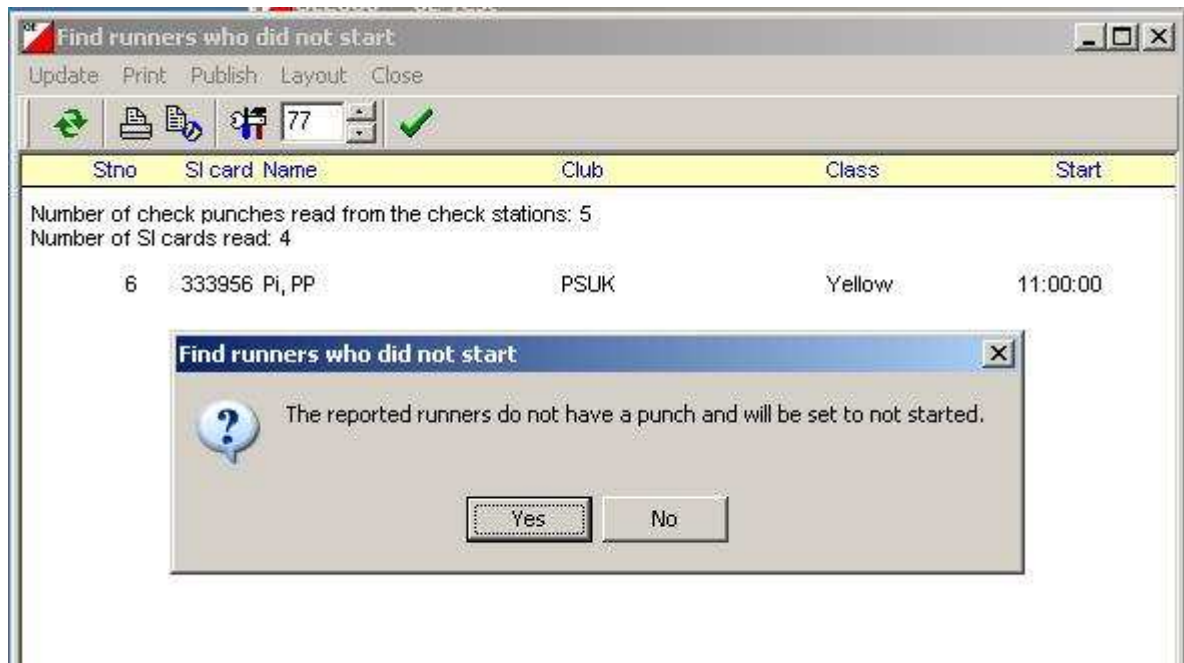 Find runners who did not start
Update Print Publish Layout Close
77
Stno SI card Name Club Class Start
Number of check punches read from the check stations: 5
Number of SI cards read: 4
6 333956 Pi, PP PSUK Yellow 11:00:00
Find runners who did not start
The reported runners do not have a punch and will be set to not started.
Yes No